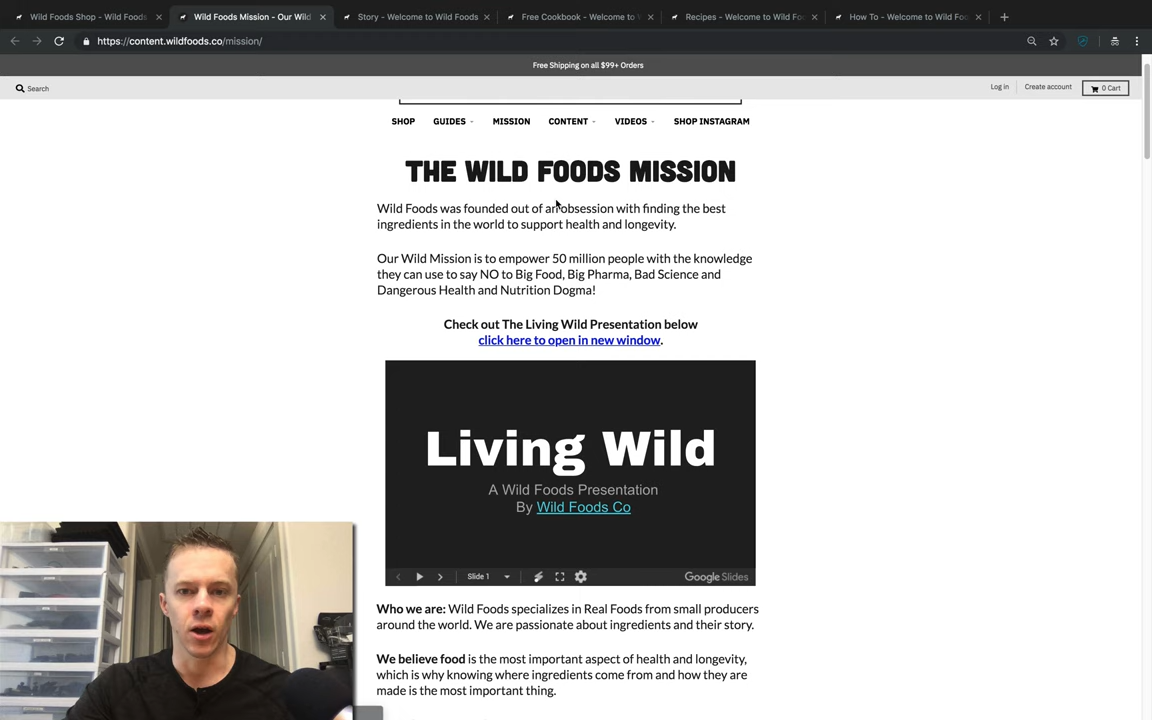 Wild Foods Shop - Wild Foods
Wild Foods Mission - Our Wild
Story - Welcome to Wild Foods
Free Cookbook - Welcome to
Recipes - Welcome to Wild
How To - Welcome to Wild
https://content.wildfoods.co/mission/
Free Shipping on all $99+ Orders
Search
Log in
Create account
0 Cart
SHOP
GUIDES
MISSION
CONTENT
VIDEOS
SHOP INSTAGRAM
THE WILD FOODS MISSION
Wild Foods was founded out of an obsession with finding the best
ingredients in the world to support health and longevity.
Our Wild Mission is to empower 50 million people with the knowledge
they can use to say NO to Big Food, Big Pharma, Bad Science and
Dangerous Health and Nutrition Dogma!
Check out The Living Wild Presentation below
click here to open in new window.
Living Wild
A Wild Foods Presentation
By Wild Foods Co
Slide 1
Google Slides
Who we are: Wild Foods specializes in Real Foods from small producers
around the world. We are passionate about ingredients and their story.
We believe food is the most important aspect of health and longevity,
which is why knowing where ingredients come from and how they are
made is the most important thing.